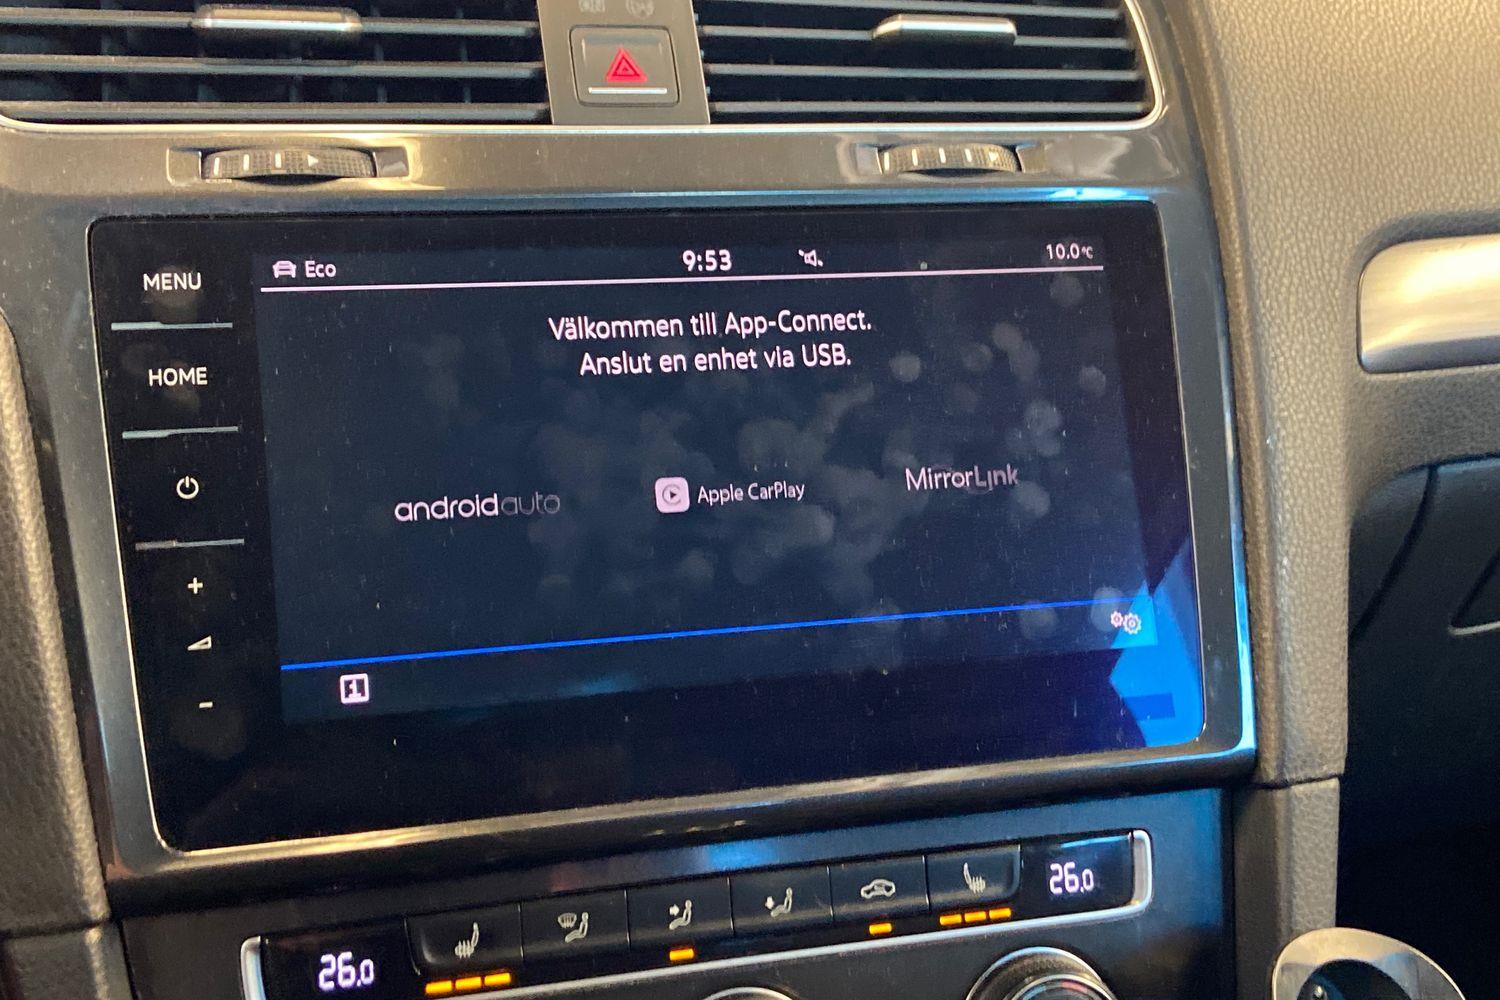 MENU
HOME
Eco
9:53
10.0°C
Välkommen till App-Connect.
Anslut en enhet via USB.
androidauto
Apple CarPlay
MirrorLink
26.0
26.0